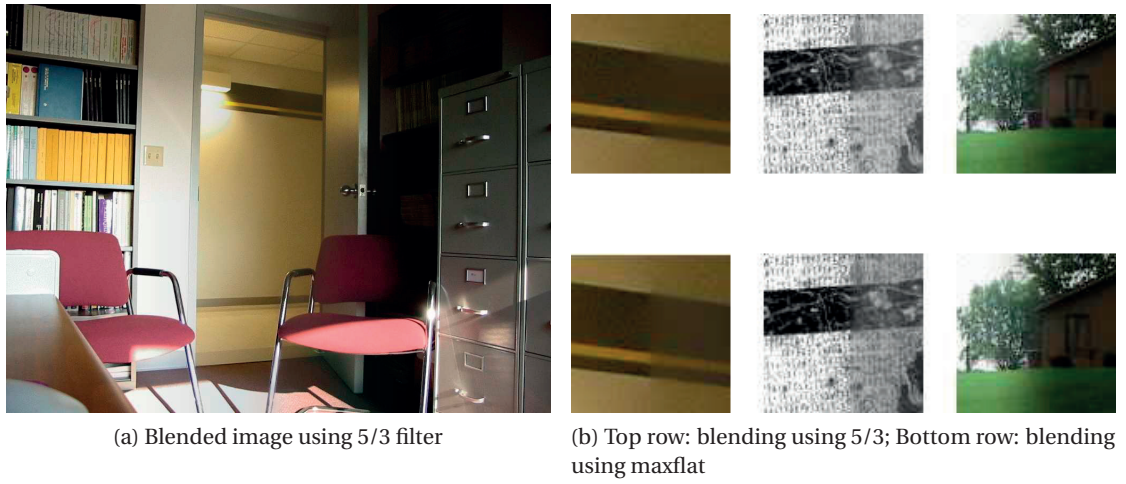 (a) Blended image using 5/3 filter
(b) Top row: blending using 5/3; Bottom row: blending
using maxflat